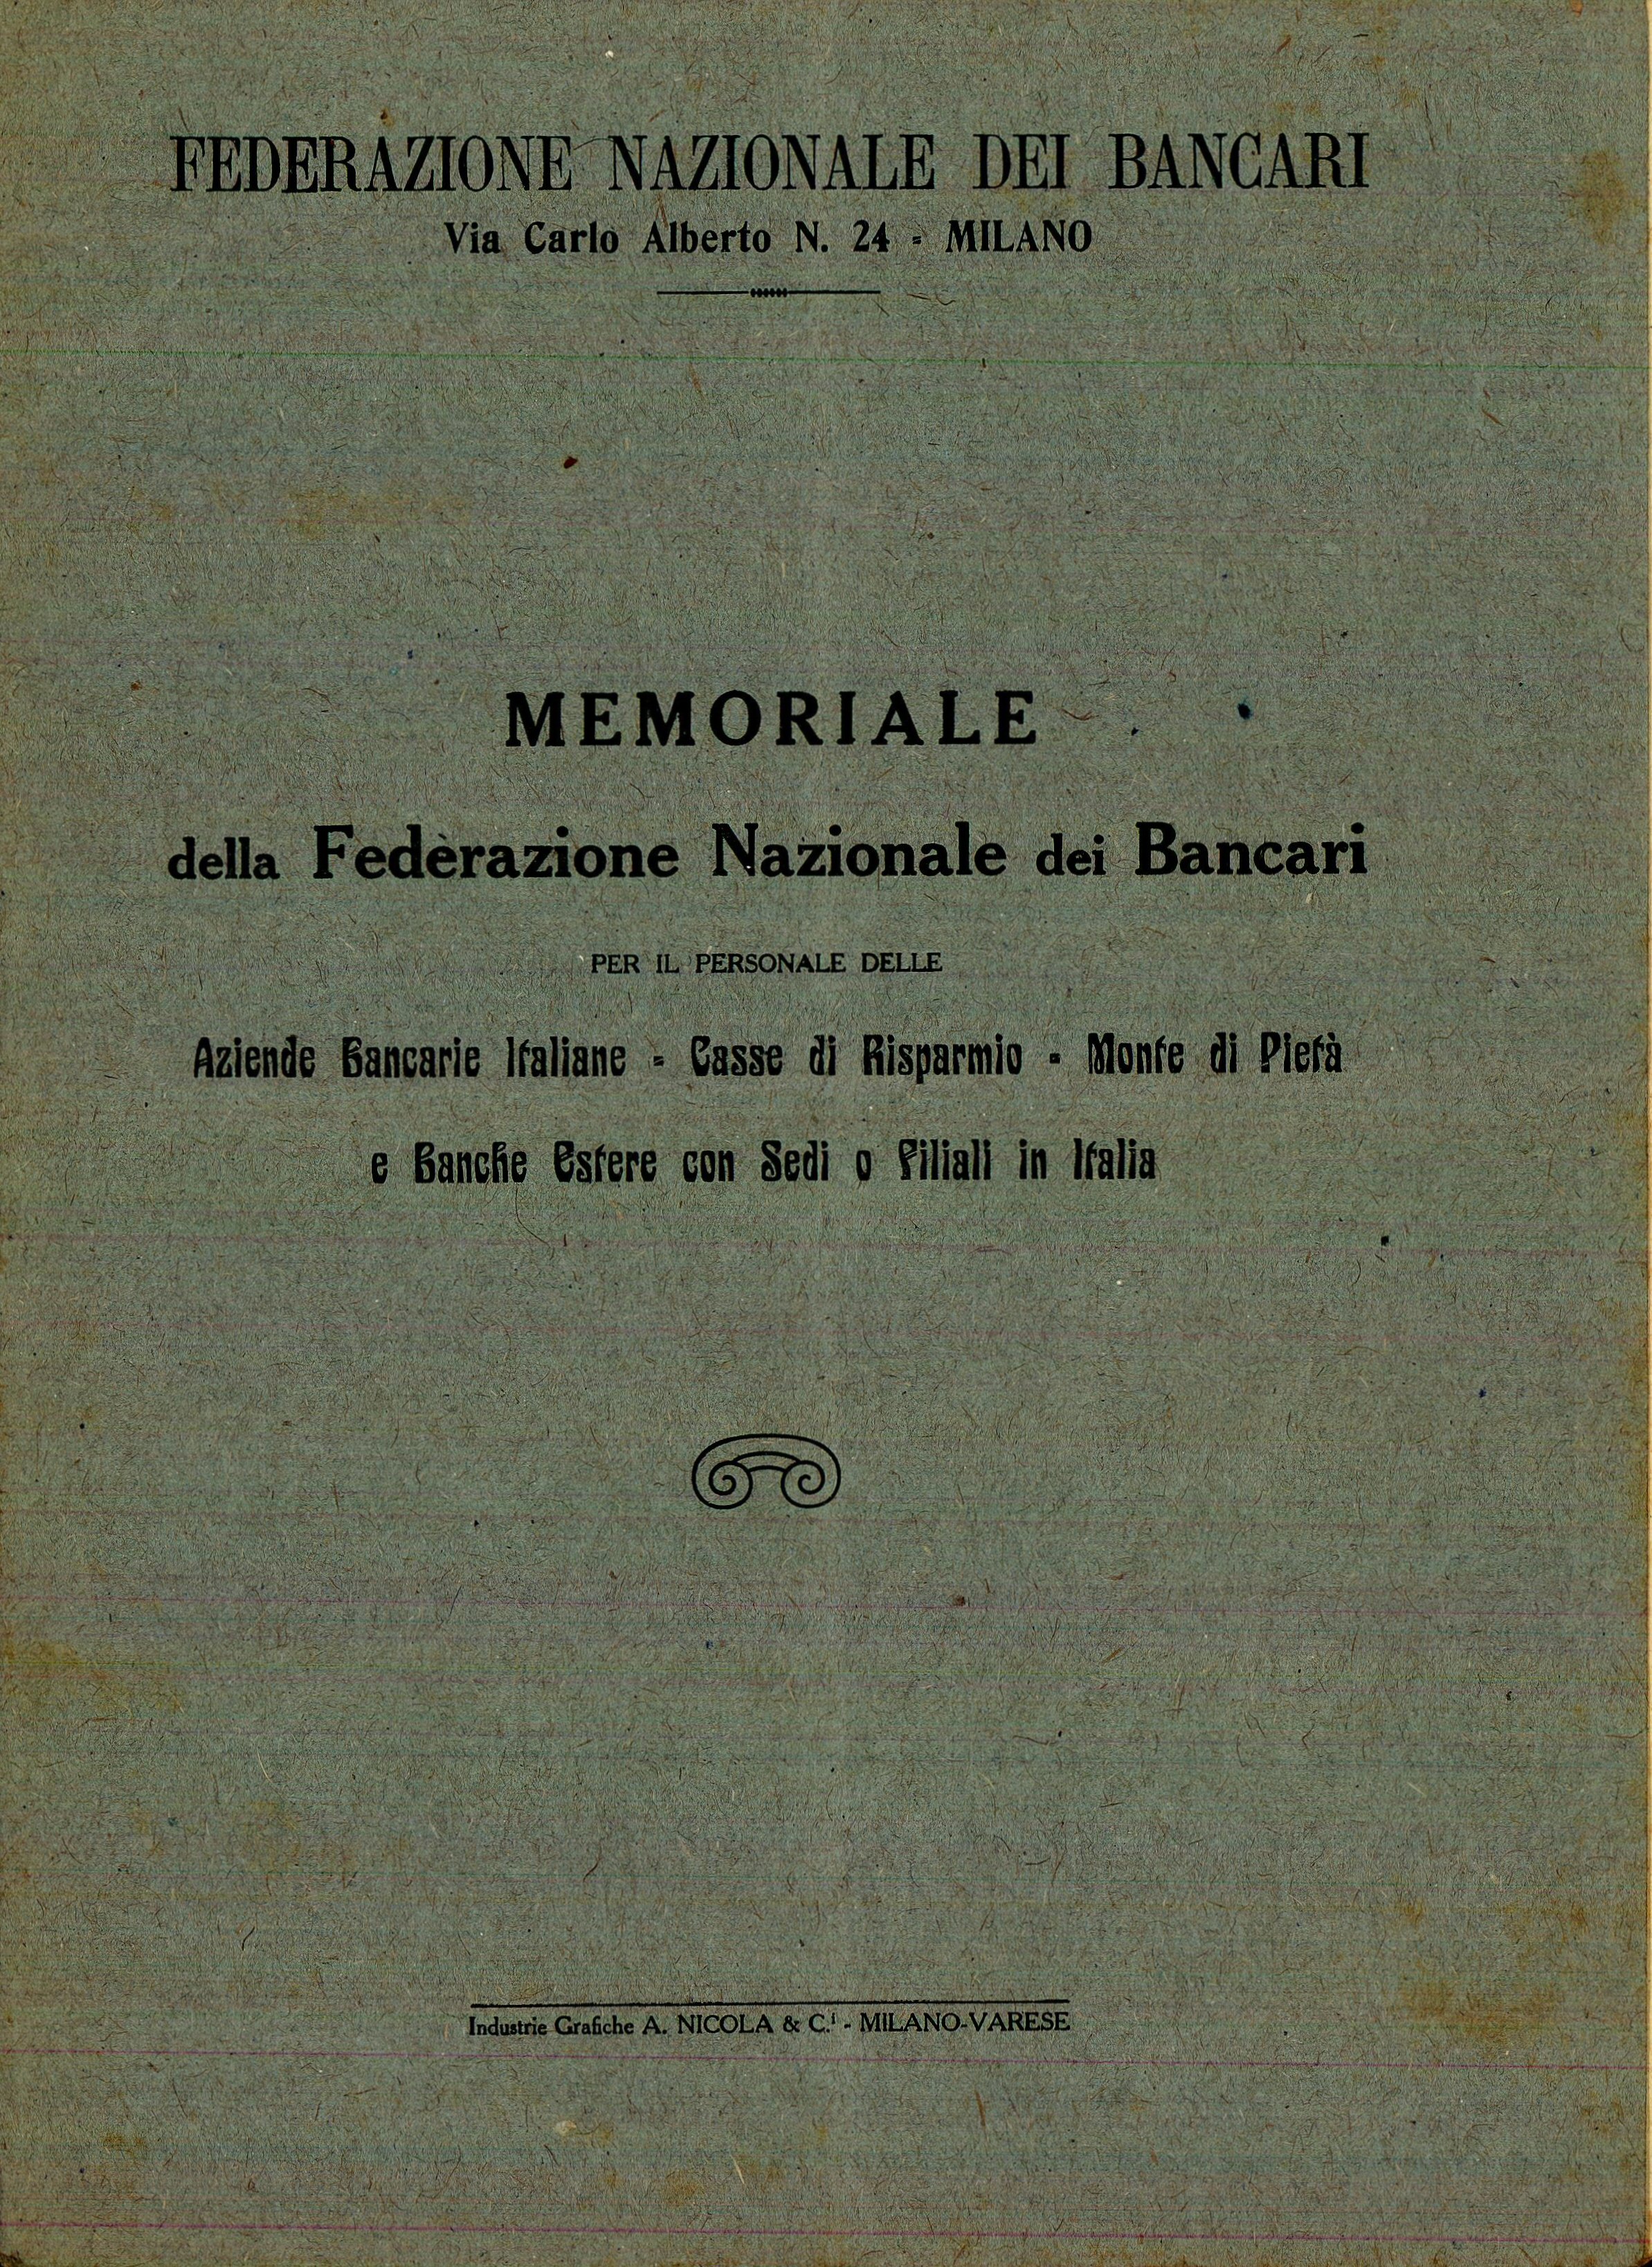 FEDERAZIONE NAZIONALE DEI BANCARI
Via Carlo Alberto N. 24 - MILANO
MEMORIALE
della Federazione Nazionale dei Bancari
PER IL PERSONALE DELLE
Aziende Bancarie Italiane - Casse di Risparmio - Monte di Pietà
e Banche Estere con Sedi o Filiali in Italia
Industrie Grafiche A. NICOLA & C.i - MILANO-VARESE